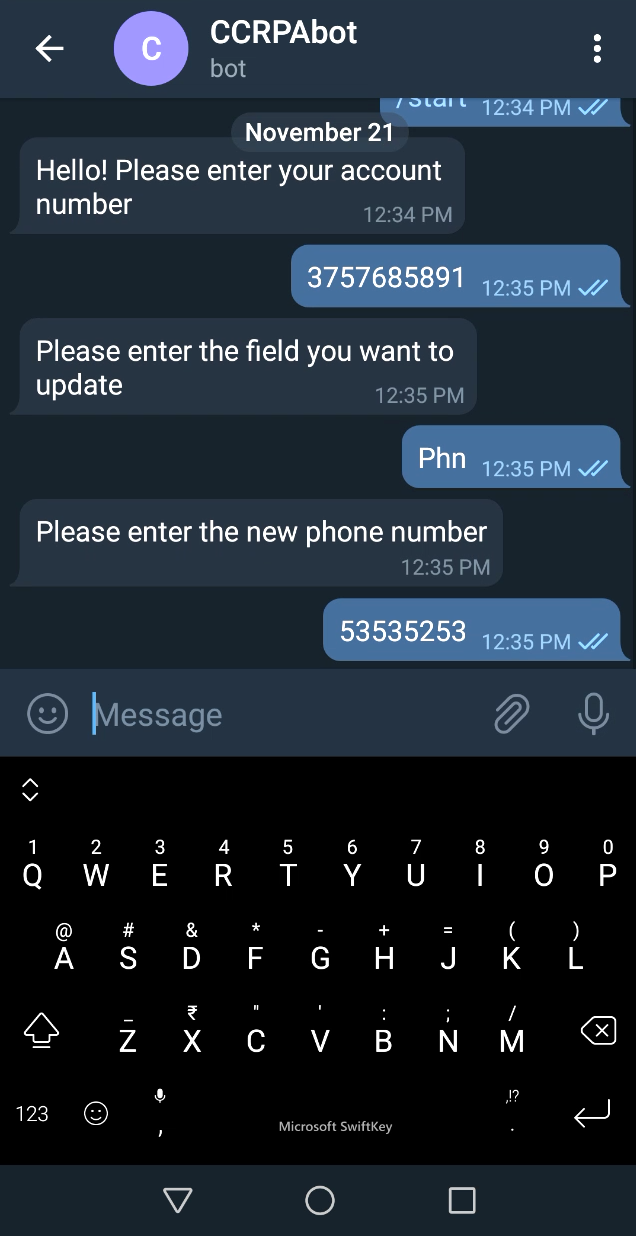 C
CCRPAbot
bot
/start 12:34 PM
November 21
Hello! Please enter your account
number
12:34 PM
3757685891 12:35 PM
Please enter the field you want to
update
12:35 PM
Phn 12:35 PM
Please enter the new phone number
12:35 PM
53535253 12:35 PM
Message
1 2 3 4 5 6 7 8 9 0
Q W E R T Y U I O P
@ # & * - + = ( )
A S D F G H J K L
_ ₹ " ' : ; /
Z X C V B N M
,!?
123 , Microsoft SwiftKey .